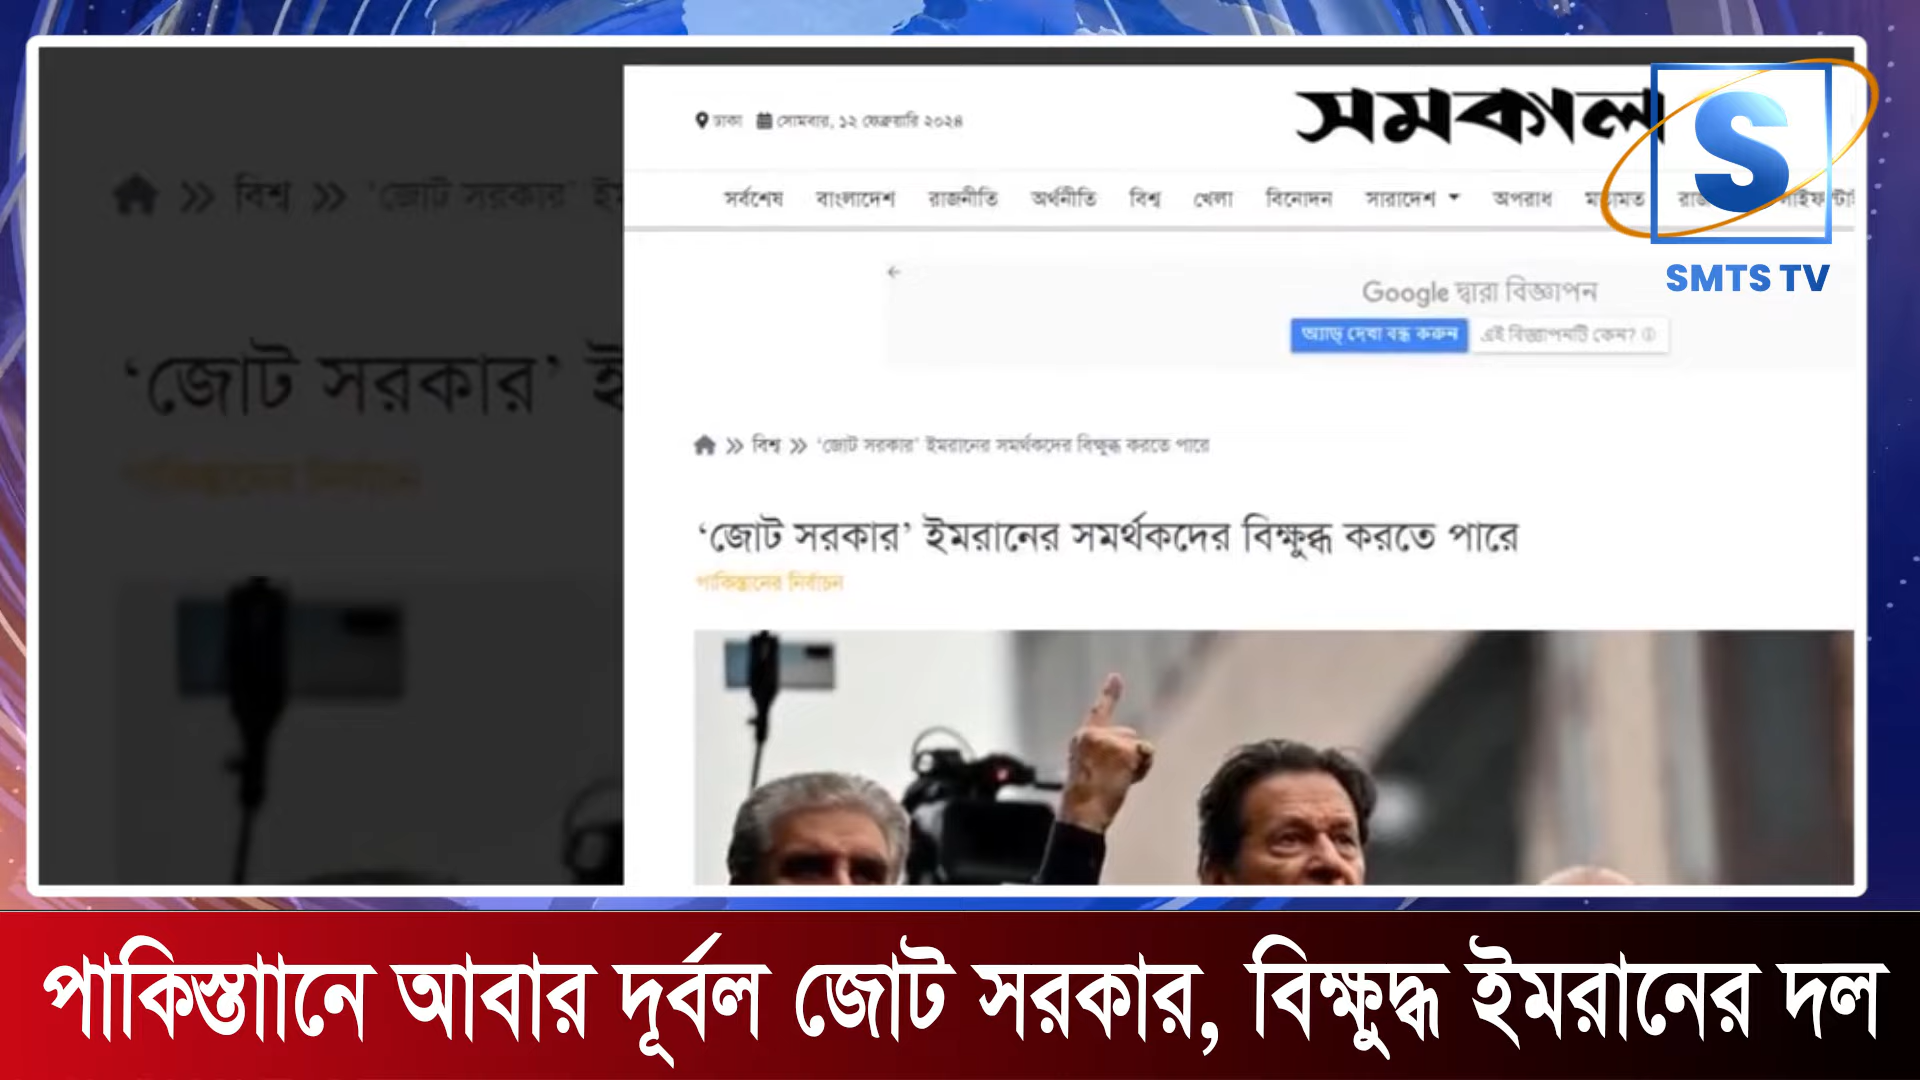 ঢাকা সোমবার, ১২ ফেব্রুয়ারি ২০২৪
সমকাল
সর্বশেষ বাংলাদেশ রাজনীতি অর্থনীতি বিশ্ব খেলা বিনোদন সারাদেশ অপরাধ
S
SMTS TV
Google দ্বারা বিজ্ঞাপন
অ্যাড্ দেখা বন্ধ করুন এই বিজ্ঞাপনটি কেন?
» বিশ্ব » ‘জোট সরকার’
» বিশ্ব » ‘জোট সরকার’ ইমরানের সমর্থকদের বিক্ষুব্ধ করতে পারে
‘জোট সরকার’
‘জোট সরকার’ ইমরানের সমর্থকদের বিক্ষুব্ধ করতে পারে
পাকিস্তানের নির্বাচন
পাকিস্তানের নির্বাচন
পাকিস্তাানে আবার দূর্বল জোট সরকার, বিক্ষুদ্ধ ইমরানের দল